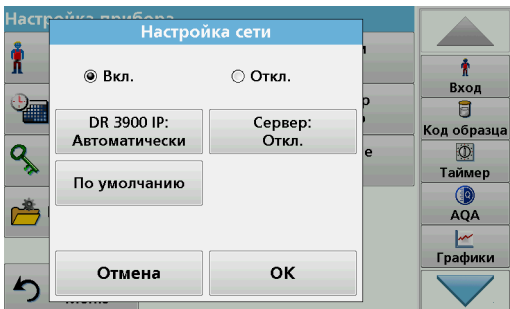 Настройка прибора
Настройка сети
Вкл.
Откл.
DR 3900 IP:
Автоматически
Сервер:
Откл.
По умолчанию
Отмена
OK
Вход
Код образца
Таймер
AQA
Графики